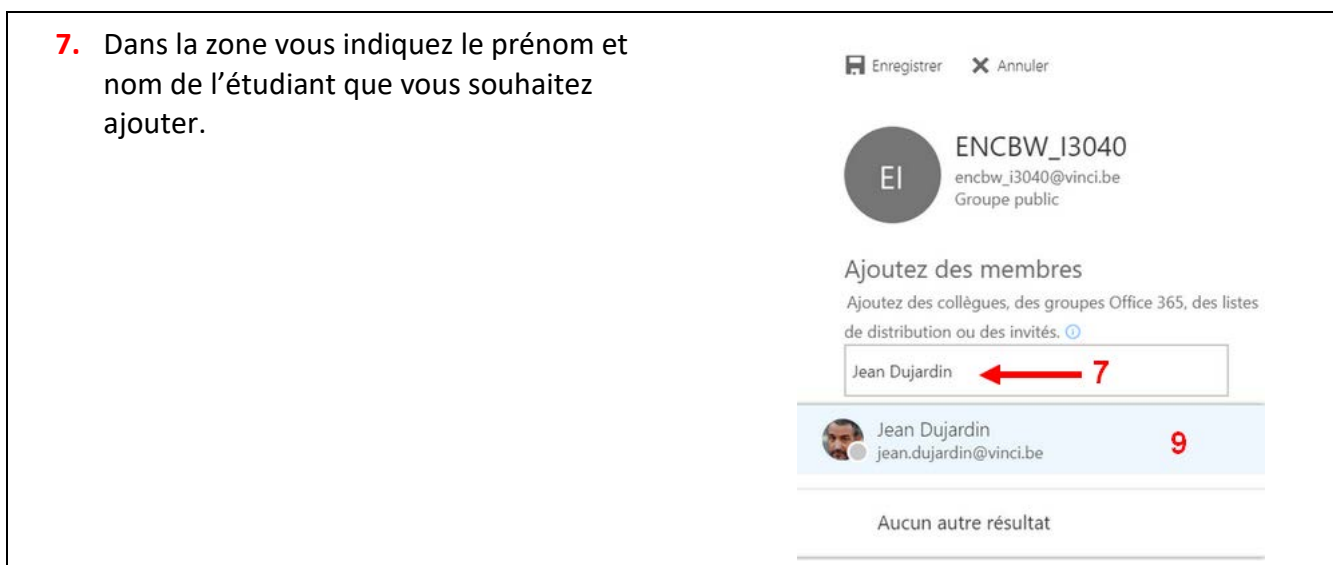 7. Dans la zone vous indiquez le prénom et
nom de l’étudiant que vous souhaitez
ajouter.
Enregistrer Annuler
EI
ENCBW_I3040
encbw_i3040@vinci.be
Groupe public
Ajoutez des membres
Ajoutez des collègues, des groupes Office 365, des listes
de distribution ou des invités.
Jean Dujardin 7
Jean Dujardin
jean.dujardin@vinci.be
9
Aucun autre résultat